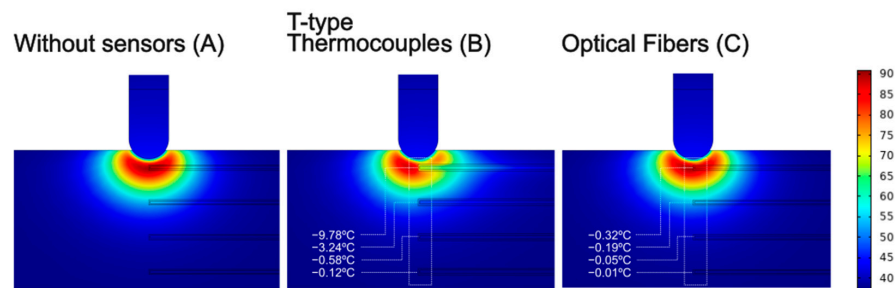 Without sensors (A)
T-type
Thermocouples (B)
Optical Fibers (C)
−9.78ºC
−3.24ºC
−0.58ºC
−0.12ºC
−0.32ºC
−0.19ºC
−0.05ºC
−0.01ºC
90
85
80
75
70
65
60
55
50
45
40